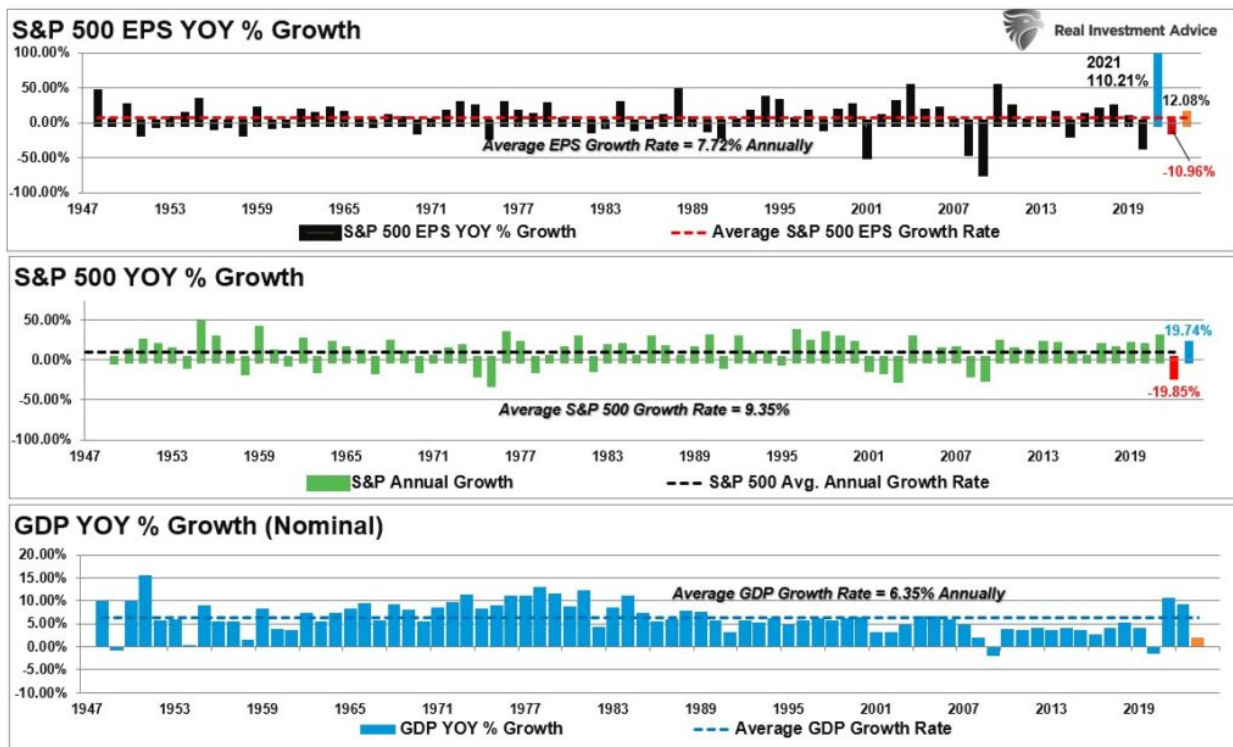 S&P 500 EPS YOY % Growth
Real Investment Advice
100.00%
50.00%
0.00%
-50.00%
-100.00%
2021
110.21%
12.08%
-10.96%
Average EPS Growth Rate = 7.72% Annually
1947 1953 1959 1965 1971 1977 1983 1989 1995 2001 2007 2013 2019
S&P 500 EPS YOY % Growth Average S&P 500 EPS Growth Rate
S&P 500 YOY % Growth
50.00%
0.00%
-50.00%
-100.00%
19.74%
-19.85%
Average S&P 500 Growth Rate = 9.35%
1947 1953 1959 1965 1971 1977 1983 1989 1995 2001 2007 2013 2019
S&P Annual Growth S&P 500 Avg. Annual Growth Rate
GDP YOY % Growth (Nominal)
20.00%
15.00%
10.00%
5.00%
0.00%
-5.00%
-10.00%
Average GDP Growth Rate = 6.35% Annually
1947 1953 1959 1965 1971 1977 1983 1989 1995 2001 2007 2013 2019
GDP YOY % Growth Average GDP Growth Rate